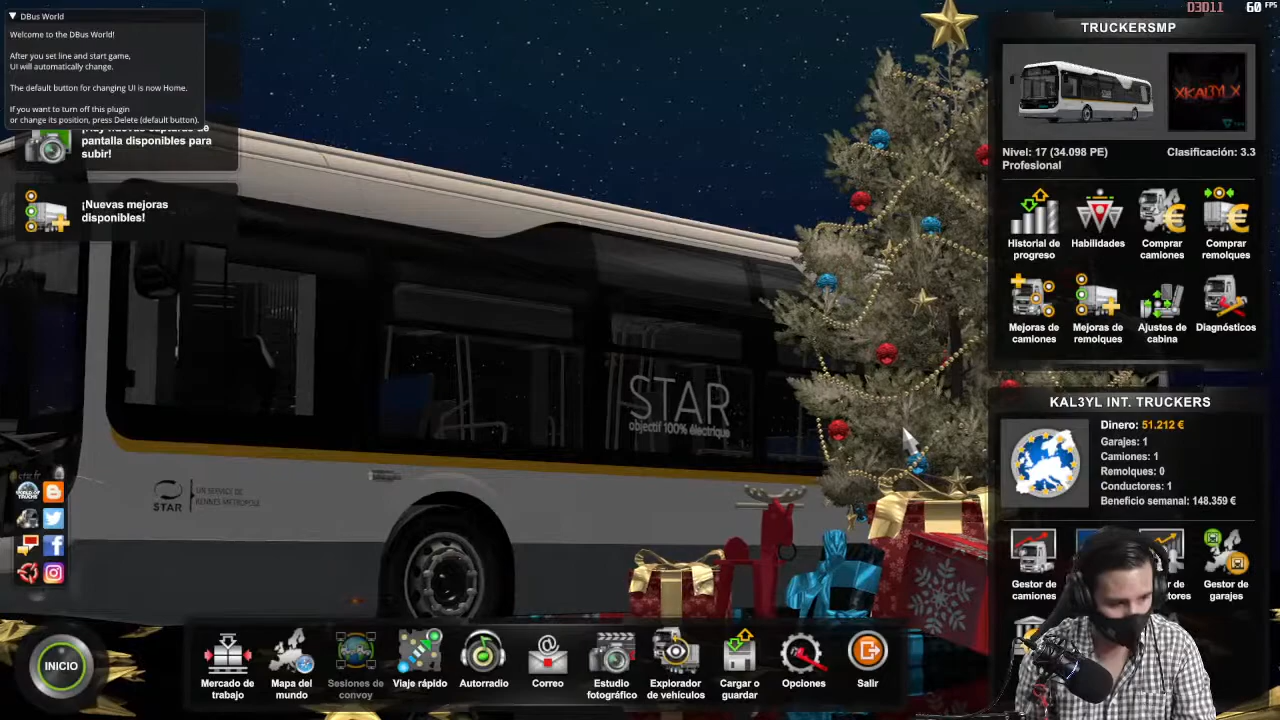 DBus World
Welcome to the DBus World!
After you set line and start game,
UI will automatically change.
The default button for changing UI is now Home.
If you want to turn off this plugin
or change its position, press Delete (default button).
pantalla disponibles para
subir!
¡Nuevas mejoras
disponibles!
D3D11
60 FPS
TRUCKERSMP
XKAL3YLX
Nivel: 17 (34.098 PE)
Clasificación: 3.3
Profesional
Historial de
progreso
Habilidades
Comprar
camiones
Comprar
remolques
Mejoras de
camiones
Mejoras de
remolques
Ajustes de
cabina
Diagnósticos
KAL3YL INT. TRUCKERS
Dinero: 51.212 €
Garajes: 1
Camiones: 1
Remolques: 0
Conductores: 1
Beneficio semanal: 148.359 €
Gestor de
camiones
Gestor de
garajes
STAR
objectif 100% électrique
STAR
UN SERVICE DE
RENNES MÉTROPOLE
INICIO
Mercado de
trabajo
Mapa del
mundo
Sesiones de
convoy
Viaje rápido
Autorradio
Correo
Estudio
fotográfico
Explorador
de vehículos
Cargar o
guardar
Opciones
Salir